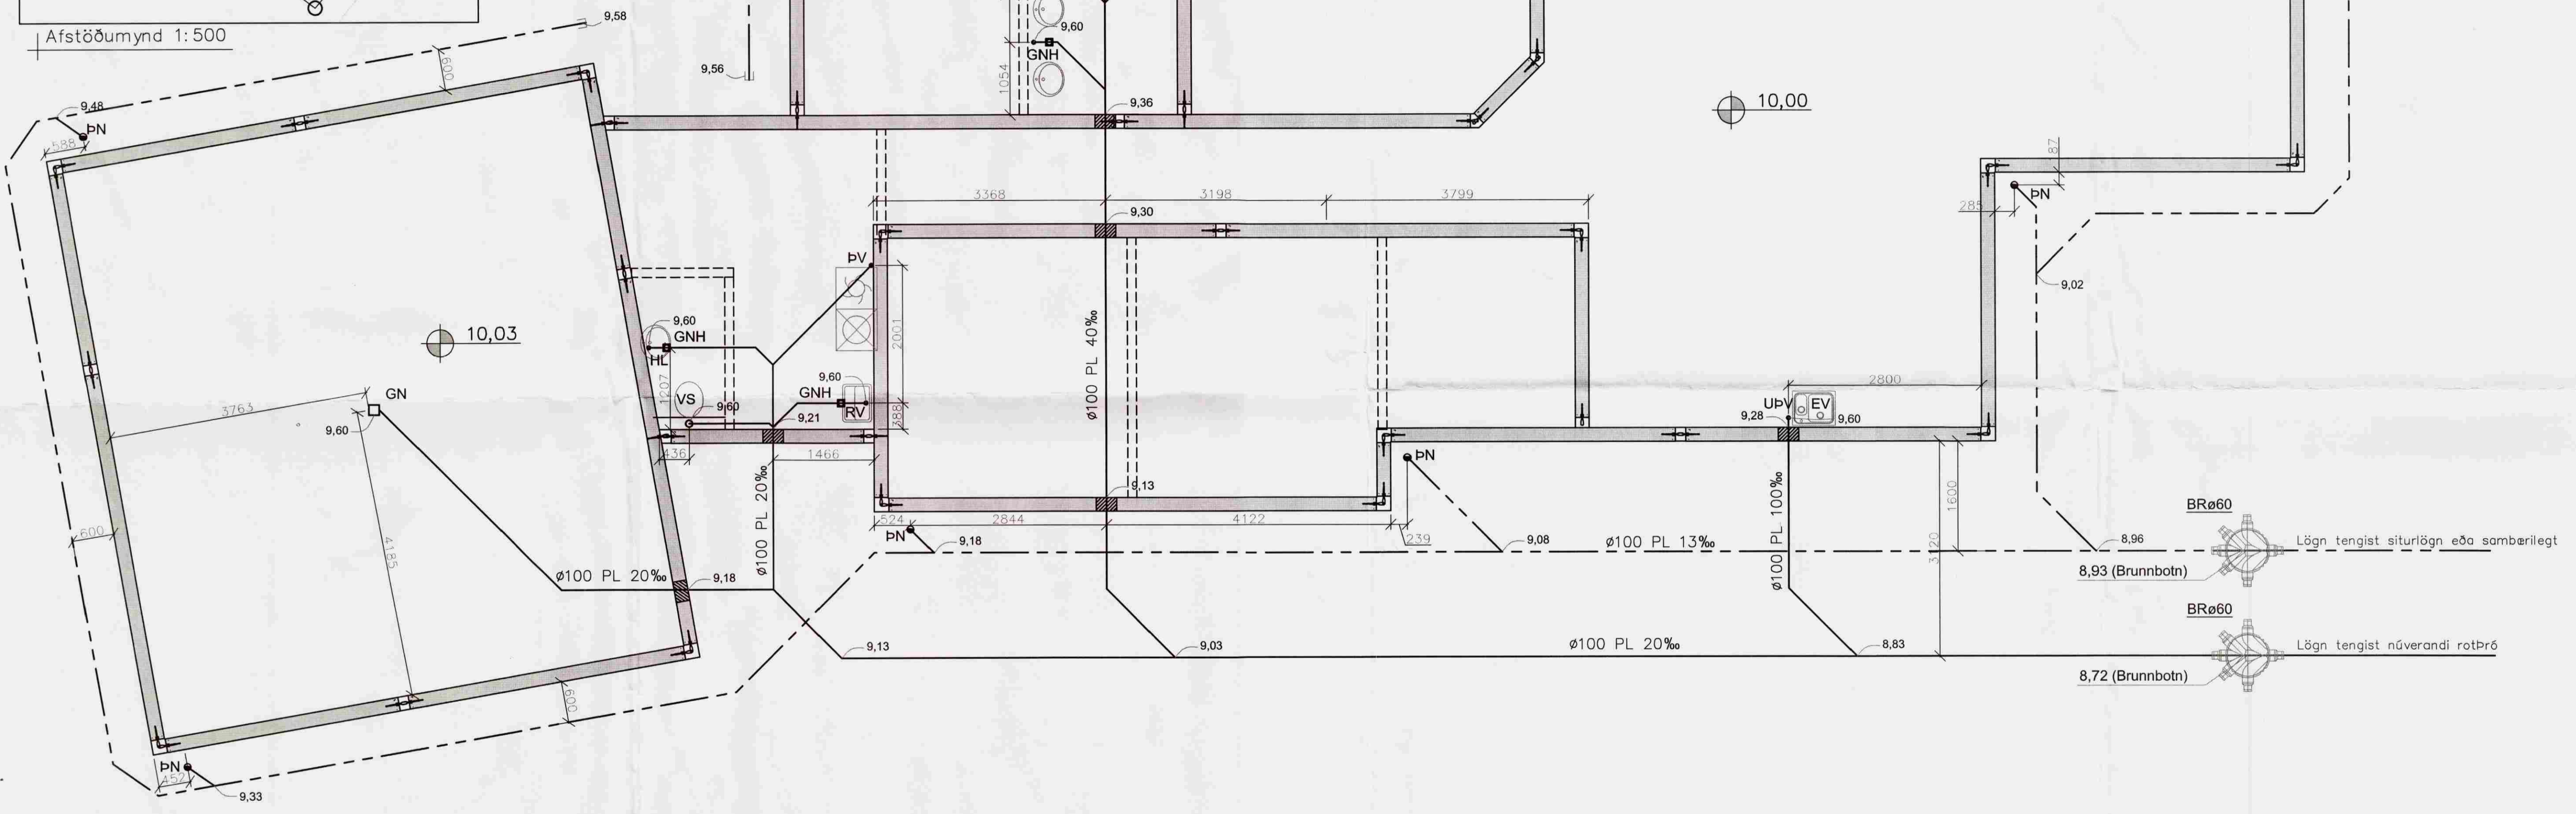 Afstöðumynd 1:500
9,58
600
9,56
9,60
GNH
1054
9,36
10,00
9,48
ÞN
588
87
ÞN
285
3368
3198
3799
9,30
9,02
ÞV
10,03
9,60
GNH
HL
1207
2001
Ø100 PL 40‰
GN
3763
9,60
VS
9,60
9,60
GNH
RV
388
9,21
2800
UÞV
EV
9,28
9,60
436
1466
ÞN
4185
600
Ø100 PL 20‰
9,13
Ø100 PL 100‰
1600
BRø60
524
2844
4122
239
ÞN
9,18
9,08
Ø100 PL 13‰
8,96
Lögn tengist siturlögn eða sambærilegt
8,93 (Brunnbotn)
Ø100 PL 20‰
9,18
BRø60
9,13
9,03
Ø100 PL 20‰
8,83
Lögn tengist núverandi rotþró
8,72 (Brunnbotn)
600
ÞN
452
9,33